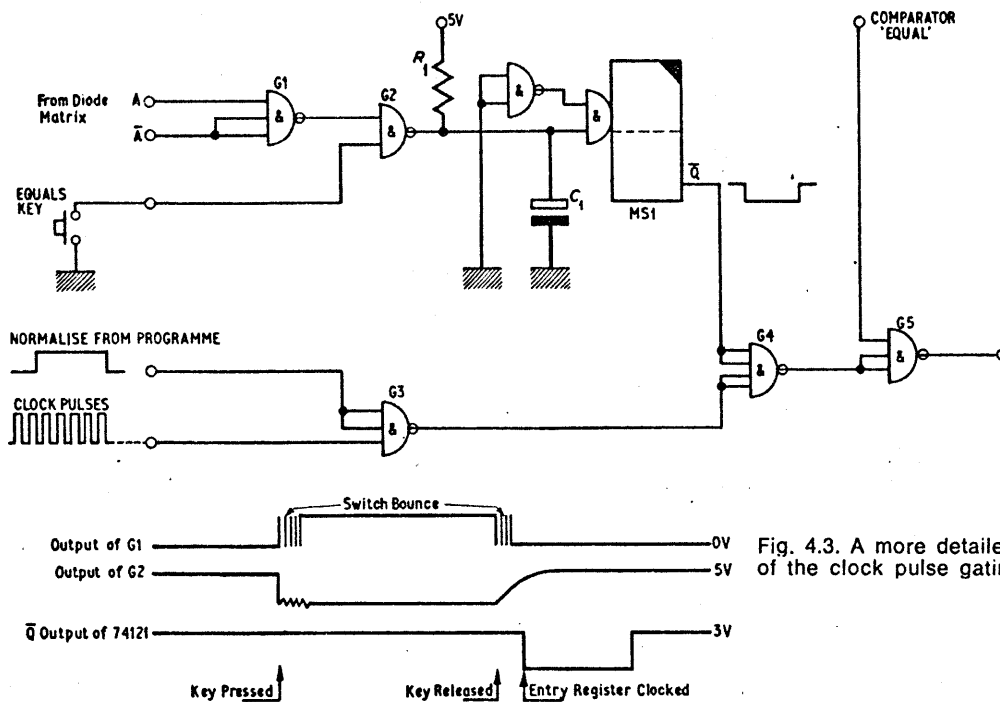 5V
COMPARATOR
'EQUAL'
R1
G1
From Diode
Matrix
A
&
G2
&
&
&
Ā
&
EQUALS
KEY
C1
Q̄
MS1
NORMALISE FROM PROGRAMME
G4
G5
&
&
CLOCK PULSES
G3
&
Switch Bounce
Output of G1
0V
Output of G2
5V
Q̄ Output of 74121
3V
Key Pressed
Key Released
Entry Register Clocked
Fig. 4.3. A more detaile
of the clock pulse gatin